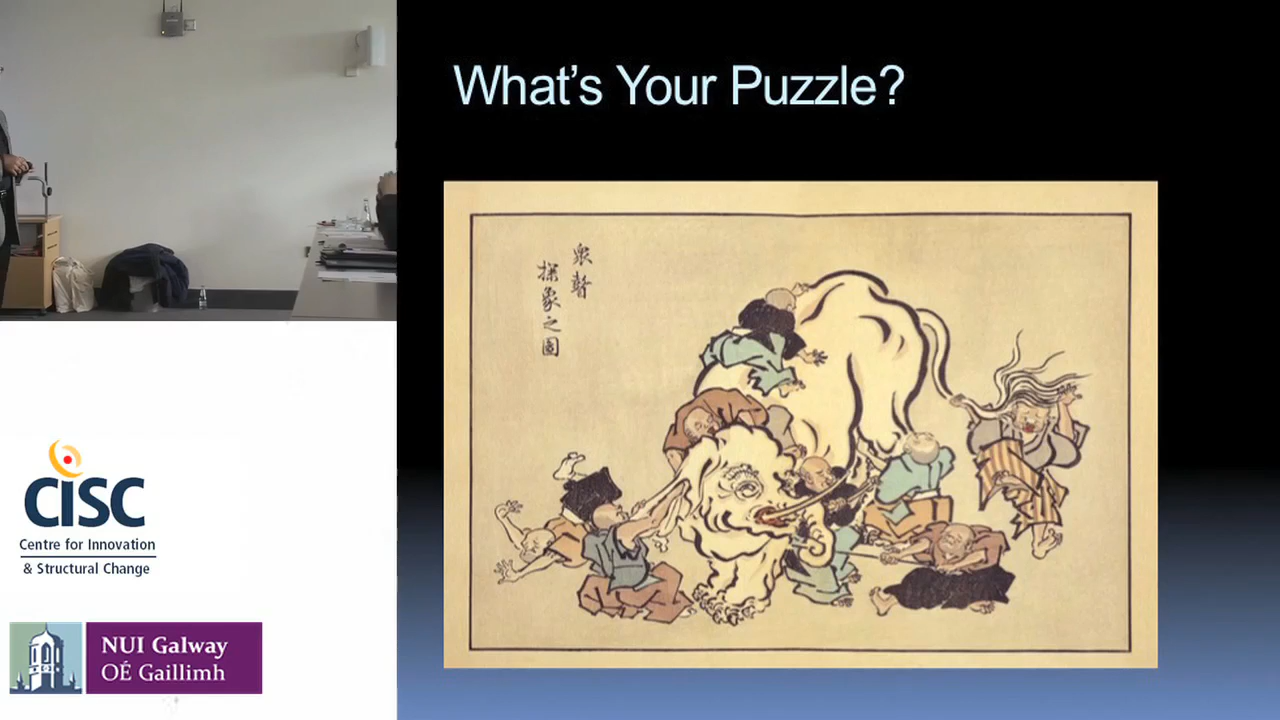 What's Your Puzzle?
衆瞽
探象之圖
CISC
Centre for Innovation
& Structural Change
NUI Galway
OÉ Gaillimh